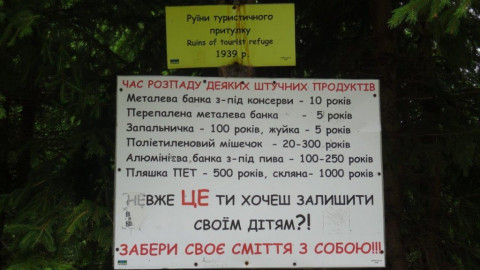 Руїни туристичного
притулку
Ruins of tourist refuge
1939 р.
ЧАС РОЗПАДУ ДЕЯКИХ ШТУЧНИХ ПРОДУКТІВ
Металева банка з-під консерви - 10 років
Перепалена металева банка - 5 років
Запальничка - 100 років, жуйка - 5 років
Поліетиленовий мішечок - 20-300 років
Алюмінієва банка з-під пива - 100-250 років
Пляшка ПЕТ - 500 років, скляна- 1000 років
НЕВЖЕ ЦЕ ТИ ХОЧЕШ ЗАЛИШИТИ
СВОЇМ ДІТЯМ?!
ЗАБЕРИ СВОЄ СМІТТЯ З СОБОЮ!!!